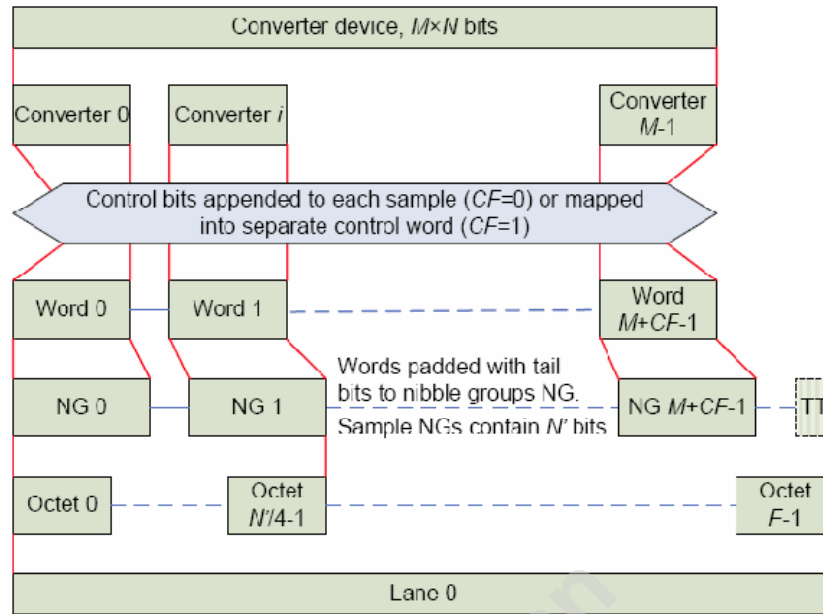 Converter device, M×N bits
Converter 0
Converter i
Converter
M-1
Control bits appended to each sample (CF=0) or mapped
into separate control word (CF=1)
Word 0
Word 1
Word
M+CF-1
Words padded with tail
bits to nibble groups NG.
Sample NGs contain N' bits
NG 0
NG 1
NG M+CF-1
TT
Octet 0
Octet
N'/4-1
Octet
F-1
Lane 0